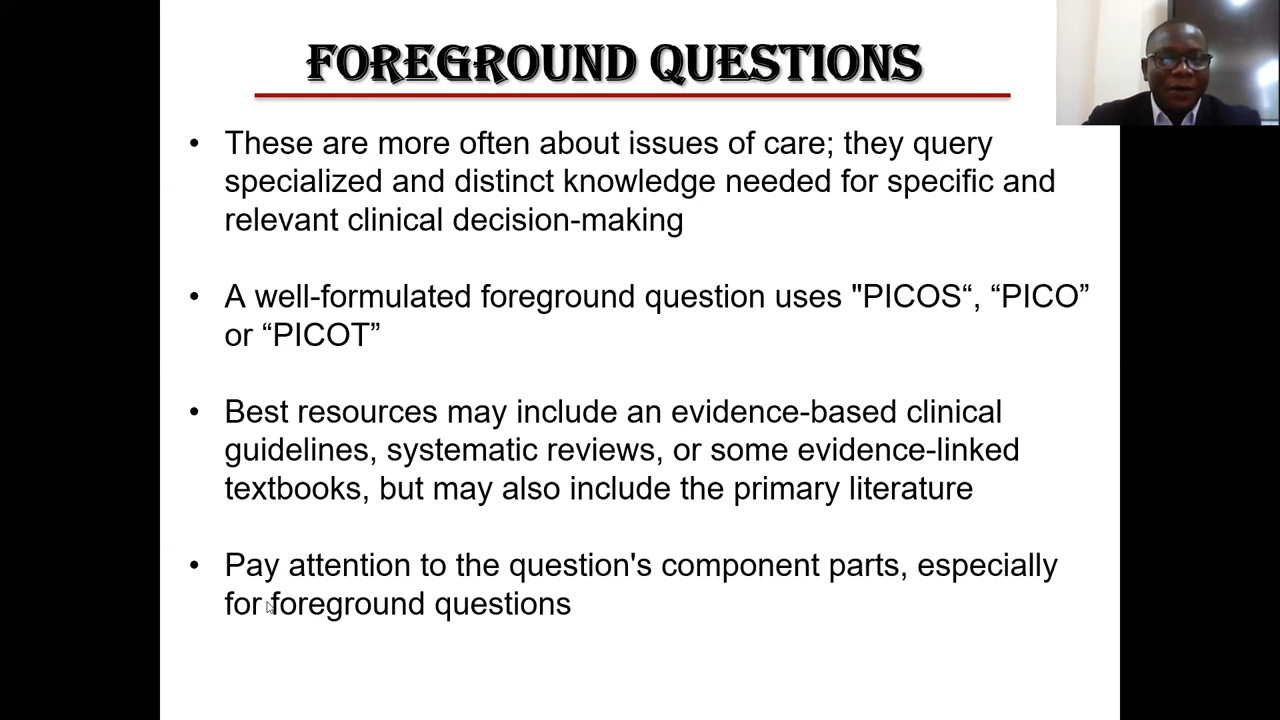 FOREGROUND QUESTIONS
• These are more often about issues of care; they query
specialized and distinct knowledge needed for specific and
relevant clinical decision-making
• A well-formulated foreground question uses "PICOS“, “PICO”
or “PICOT”
• Best resources may include an evidence-based clinical
guidelines, systematic reviews, or some evidence-linked
textbooks, but may also include the primary literature
• Pay attention to the question's component parts, especially
for foreground questions